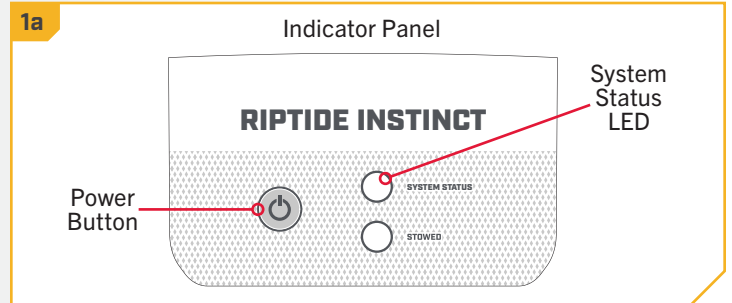 1a
Indicator Panel
System
Status
LED
RIPTIDE INSTINCT
SYSTEM STATUS
Power
Button
STOWED